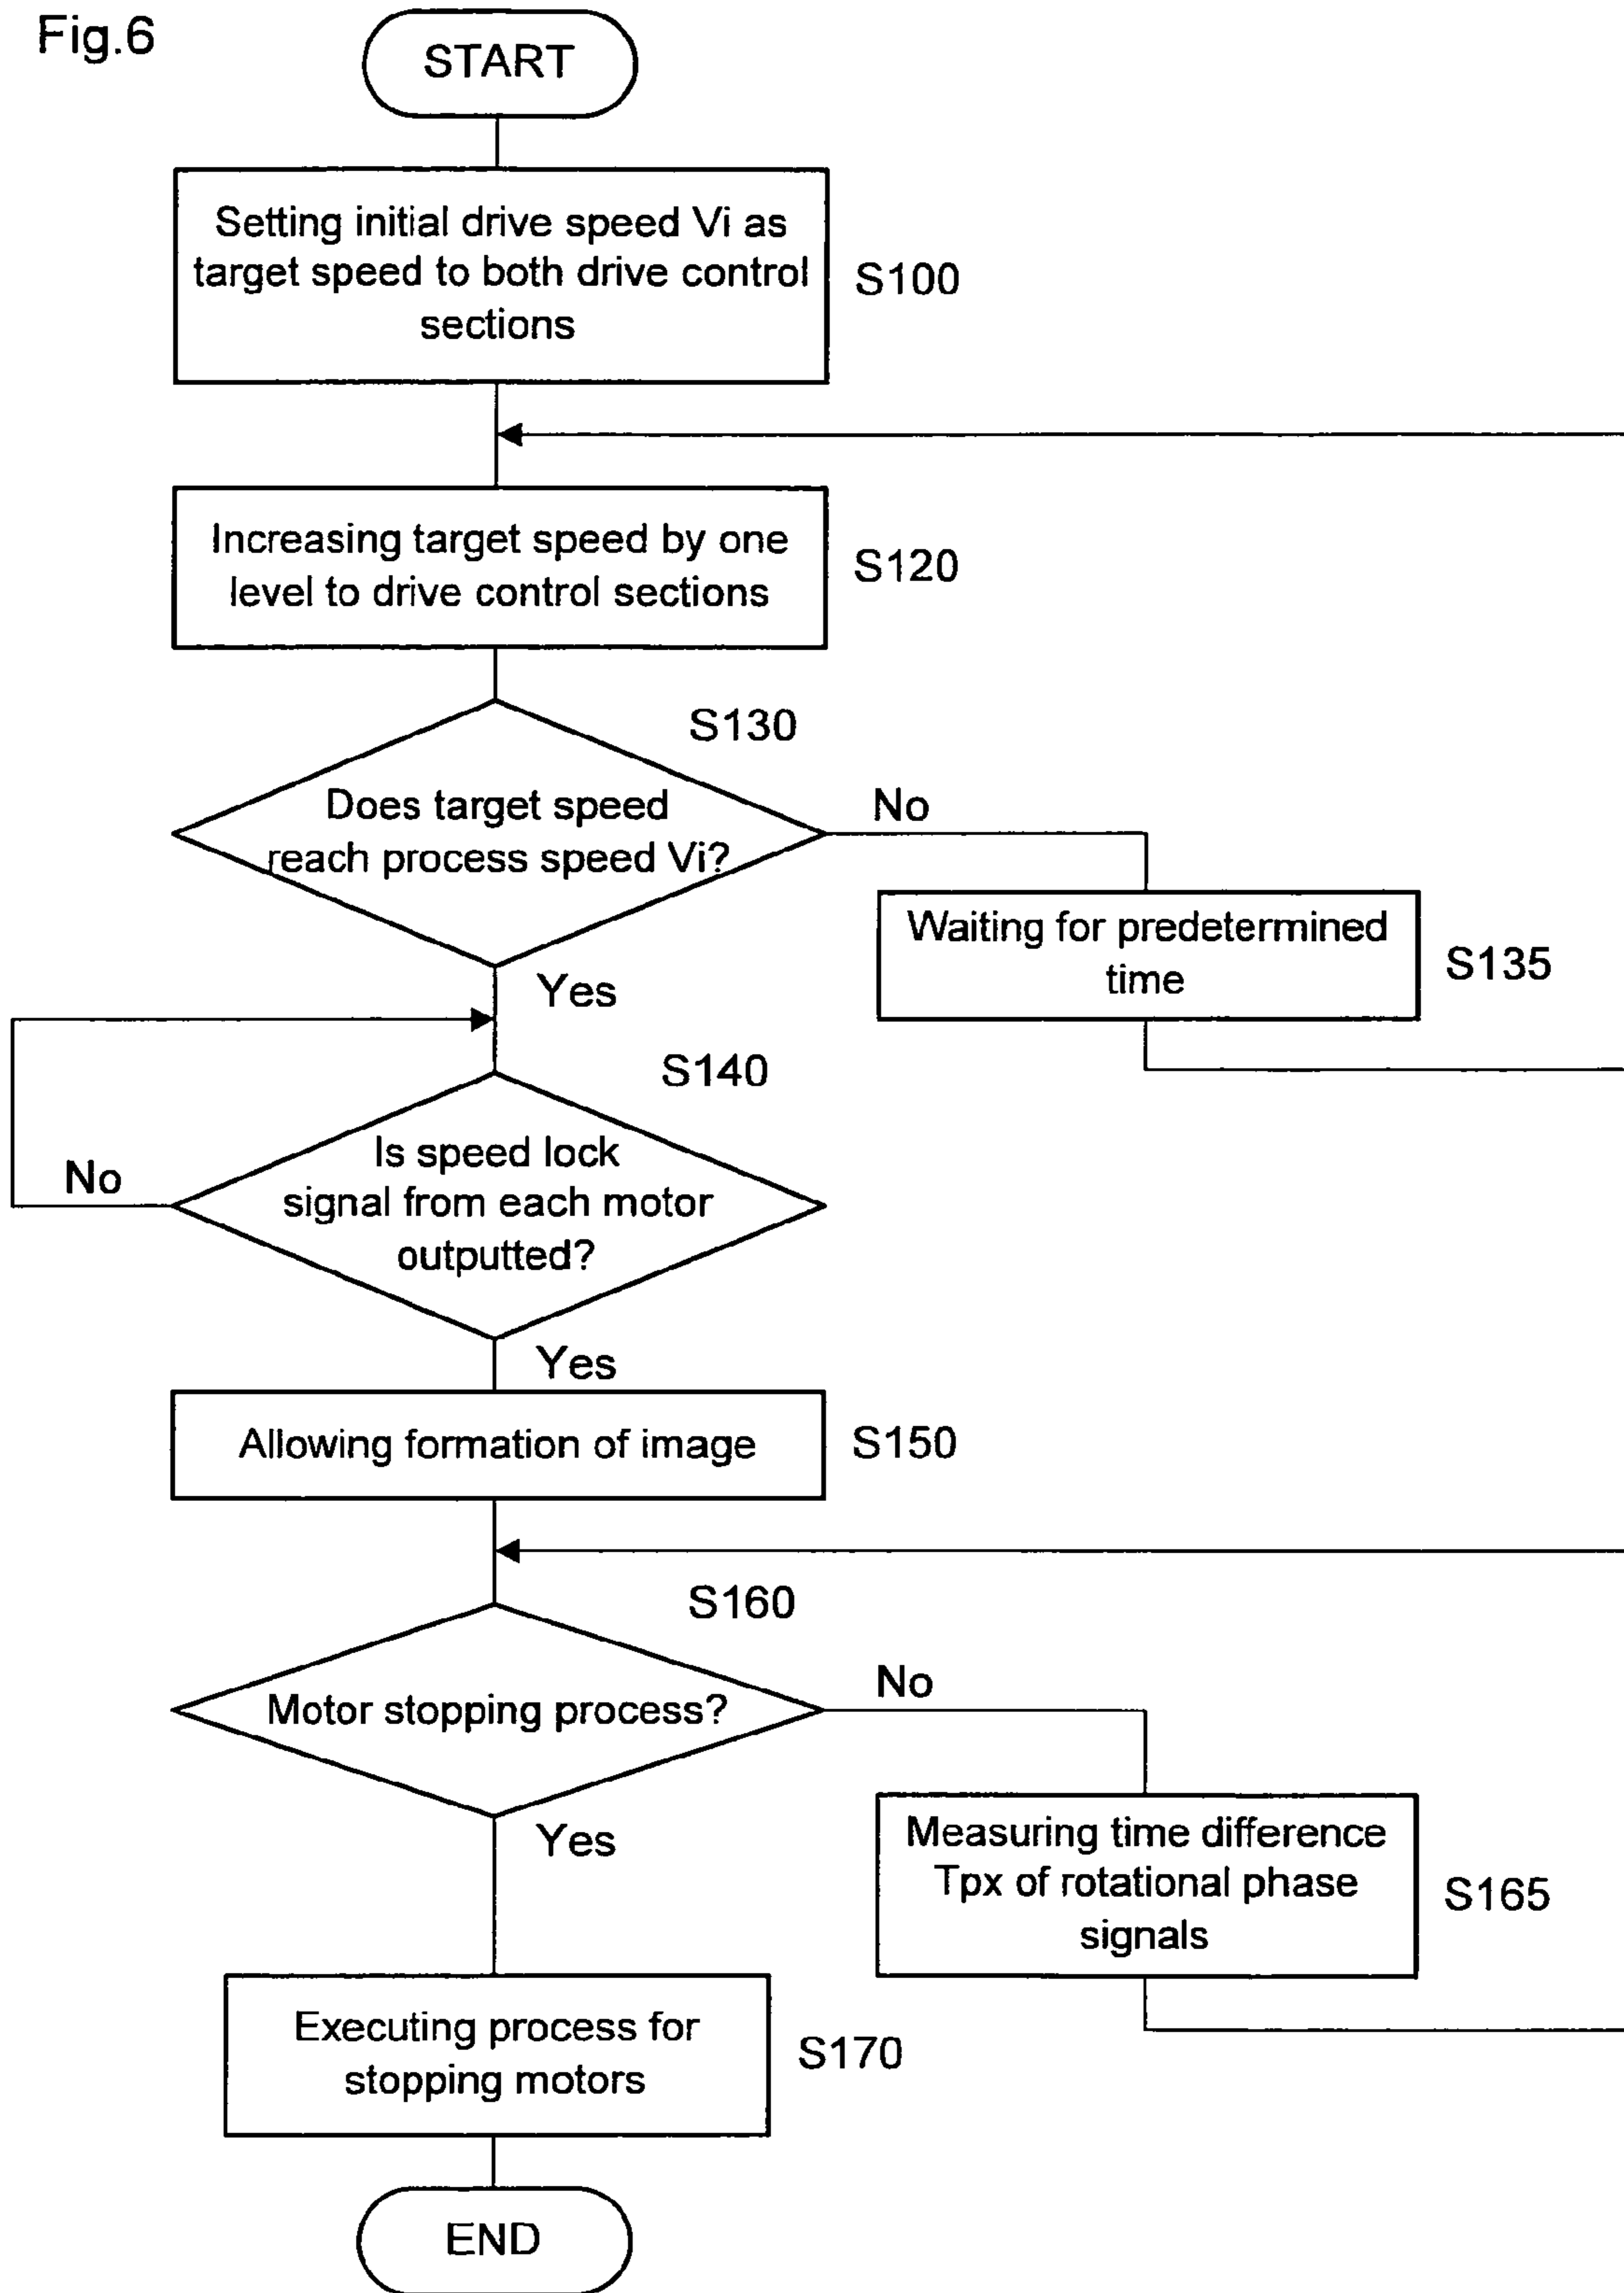 Fig.6
START
Setting initial drive speed Vi as
target speed to both drive control
sections
S100
Increasing target speed by one
level to drive control sections
S120
S130
Does target speed
reach process speed Vi?
No
Waiting for predetermined
time
S135
Yes
S140
Is speed lock
signal from each motor
outputted?
No
Yes
Allowing formation of image
S150
S160
Motor stopping process?
No
Measuring time difference
Tpx of rotational phase
signals
S165
Yes
Executing process for
stopping motors
S170
END